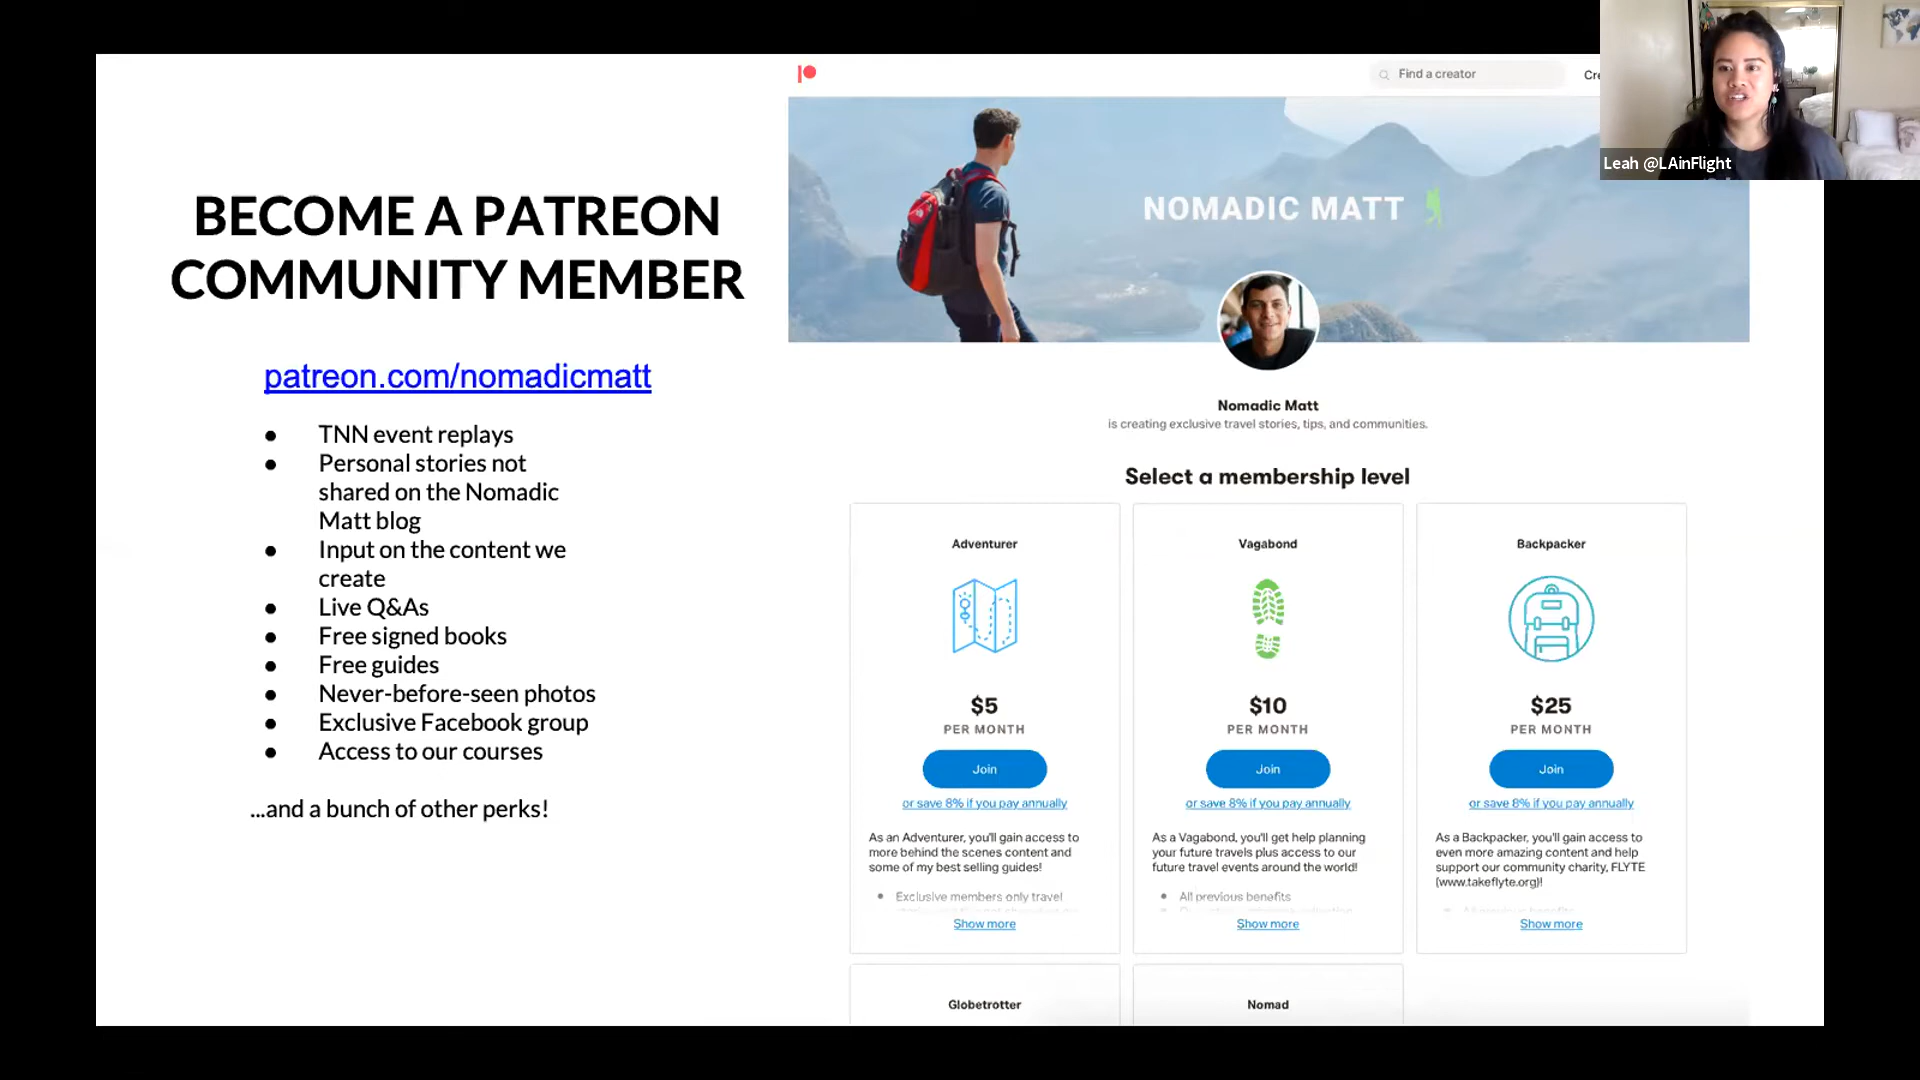 BECOME A PATREON
COMMUNITY MEMBER
patreon.com/nomadicmatt
● TNN event replays
● Personal stories not
shared on the Nomadic
Matt blog
● Input on the content we
create
● Live Q&As
● Free signed books
● Free guides
● Never-before-seen photos
● Exclusive Facebook group
● Access to our courses
...and a bunch of other perks!
Find a creator
Cre
Leah @LAinFlight
NOMADIC MATT
Nomadic Matt
is creating exclusive travel stories, tips, and communities.
Select a membership level
Adventurer
$5
PER MONTH
Join
or save 8% if you pay annually
As an Adventurer, you'll gain access to
more behind the scenes content and
some of my best selling guides!
• Exclusive members only travel
Show more
Vagabond
$10
PER MONTH
Join
or save 8% if you pay annually
As a Vagabond, you'll get help planning
your future travels plus access to our
future travel events around the world!
• All previous benefits
Show more
Backpacker
$25
PER MONTH
Join
or save 8% if you pay annually
As a Backpacker, you'll gain access to
even more amazing content and help
support our community charity, FLYTE
(www.takeflyte.org)!
• All previous benefits
Show more
Globetrotter
Nomad